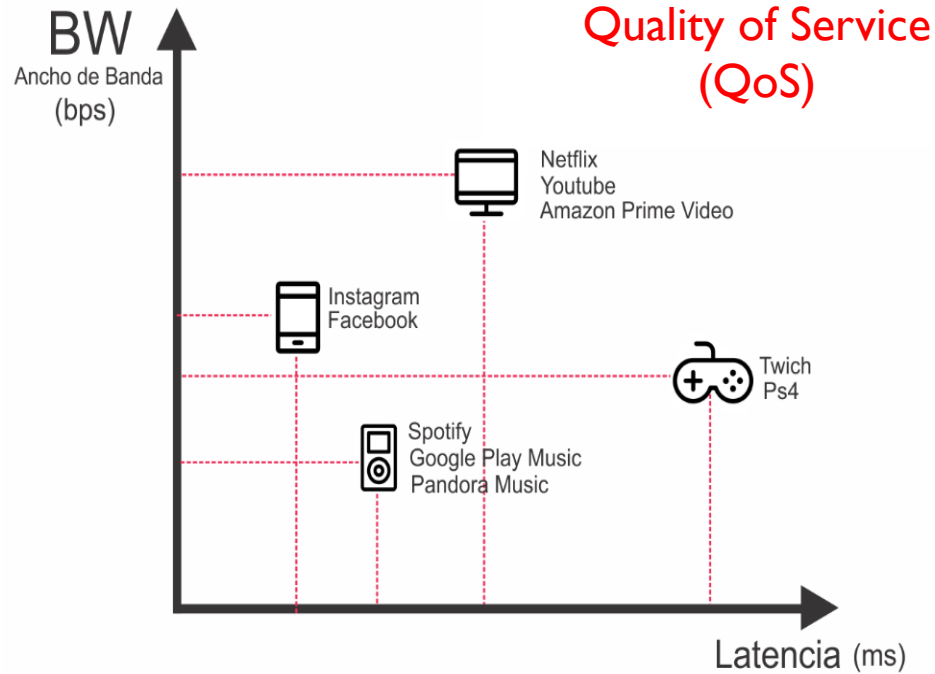 BW
Ancho de Banda
(bps)
Quality of Service
(QoS)
Netflix
Youtube
Amazon Prime Video
Instagram
Facebook
Twich
Ps4
Spotify
Google Play Music
Pandora Music
Latencia (ms)